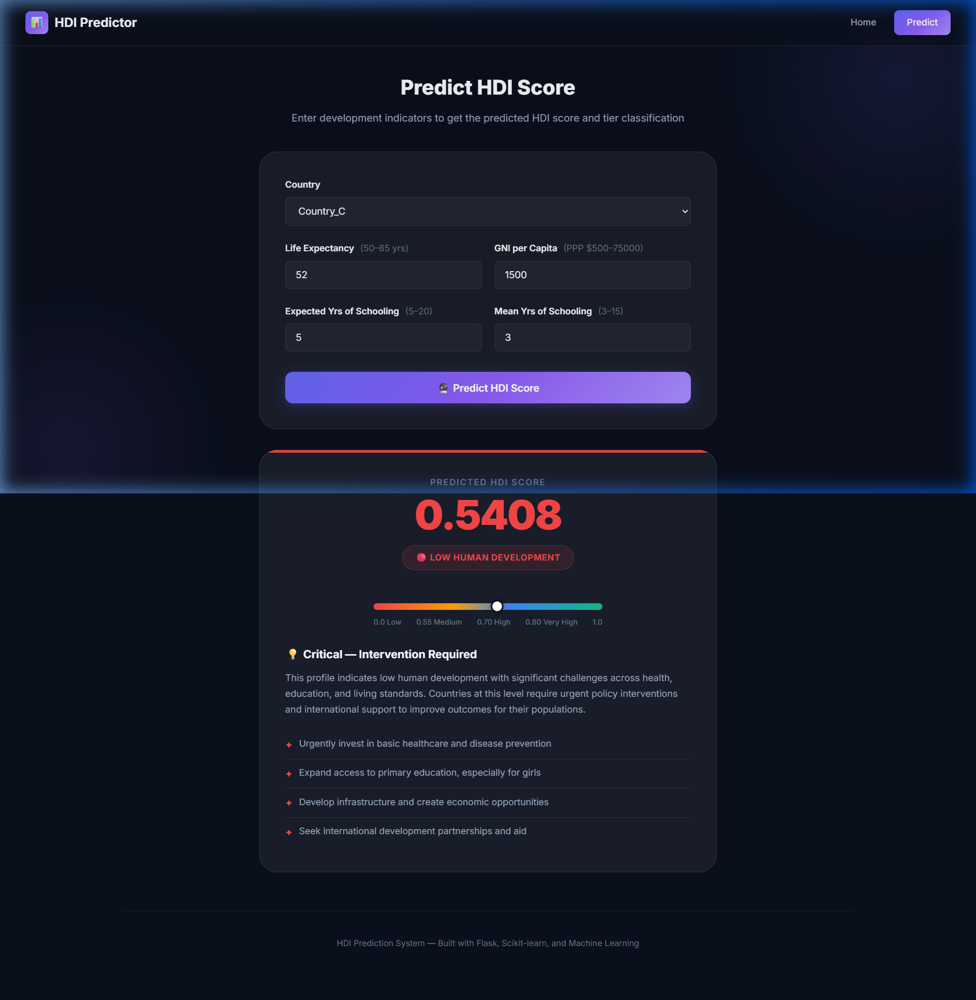 HDI Predictor
Home
Predict
Predict HDI Score
Enter development indicators to get the predicted HDI score and tier classification
Country
Country_C
Life Expectancy (50–85 yrs)
GNI per Capita (PPP $500–75000)
52
1500
Expected Yrs of Schooling (5–20)
Mean Yrs of Schooling (3–15)
5
3
Predict HDI Score
PREDICTED HDI SCORE
0.5408
LOW HUMAN DEVELOPMENT
0.0 Low 0.55 Medium 0.70 High 0.80 Very High 1.0
Critical — Intervention Required
This profile indicates low human development with significant challenges across health,
education, and living standards. Countries at this level require urgent policy interventions
and international support to improve outcomes for their populations.
Urgently invest in basic healthcare and disease prevention
Expand access to primary education, especially for girls
Develop infrastructure and create economic opportunities
Seek international development partnerships and aid
HDI Prediction System — Built with Flask, Scikit-learn, and Machine Learning